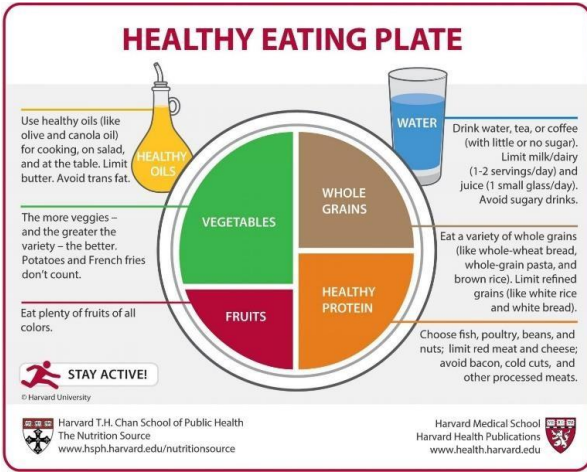 HEALTHY EATING PLATE
Use healthy oils (like
olive and canola oil)
for cooking, on salad,
and at the table. Limit
butter. Avoid trans fat.
HEALTHY
OILS
WATER
Drink water, tea, or coffee
(with little or no sugar).
Limit milk/dairy
(1-2 servings/day) and
juice (1 small glass/day).
Avoid sugary drinks.
The more veggies –
and the greater the
variety – the better.
Potatoes and French fries
don't count.
VEGETABLES
WHOLE
GRAINS
Eat a variety of whole grains
(like whole-wheat bread,
whole-grain pasta, and
brown rice). Limit refined
grains (like white rice
and white bread).
Eat plenty of fruits of all
colors.
FRUITS
HEALTHY
PROTEIN
Choose fish, poultry, beans, and
nuts; limit red meat and cheese;
avoid bacon, cold cuts, and
other processed meats.
STAY ACTIVE!
© Harvard University
Harvard T.H. Chan School of Public Health
The Nutrition Source
www.hsph.harvard.edu/nutritionsource
Harvard Medical School
Harvard Health Publications
www.health.harvard.edu